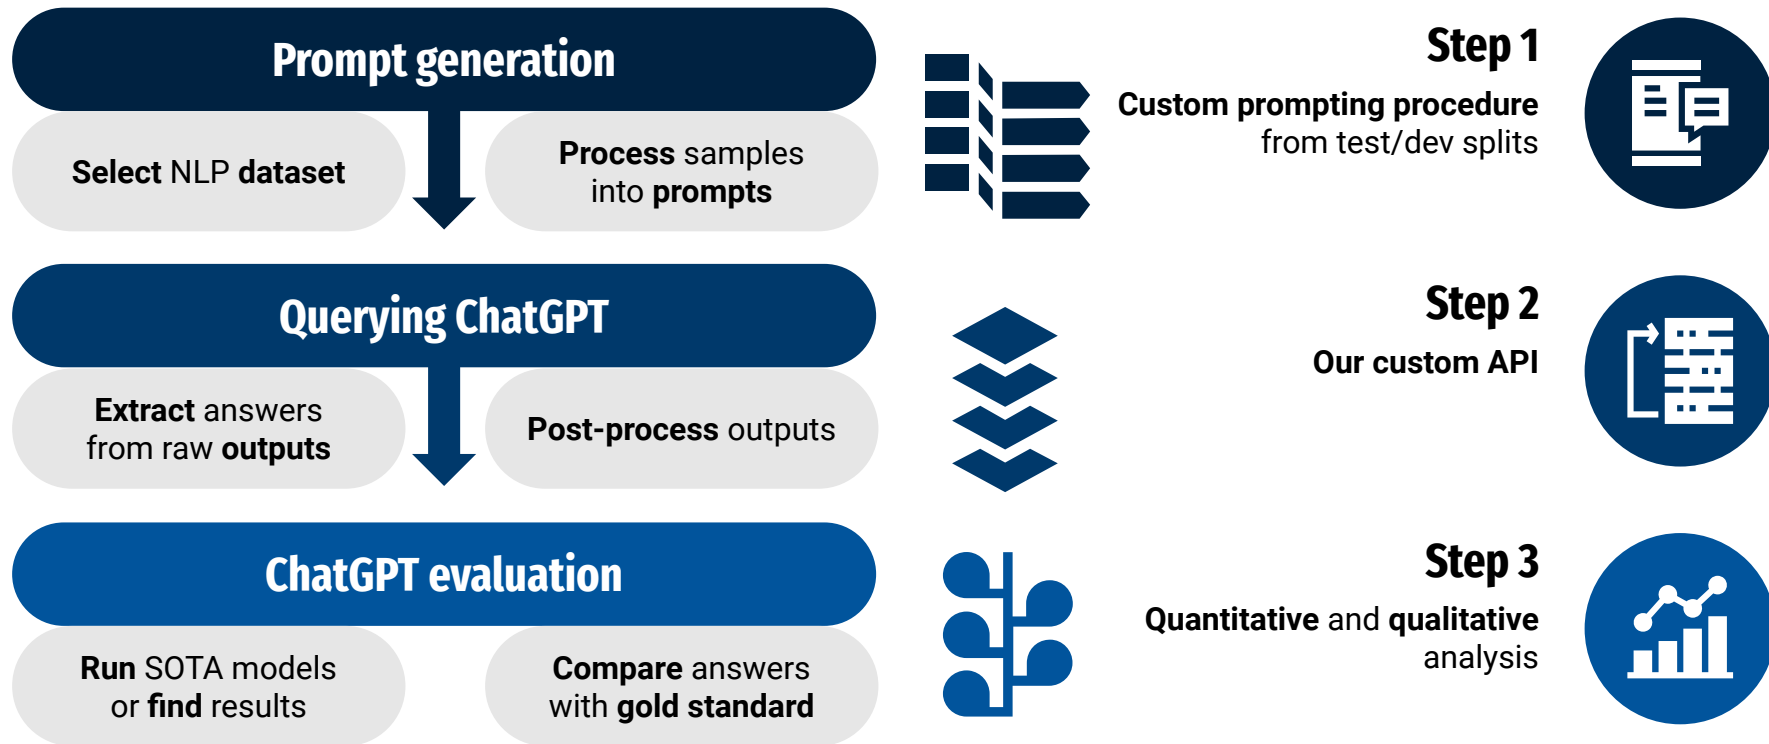 Prompt generation
Select NLP dataset
Process samples
into prompts
Step 1
Custom prompting procedure
from test/dev splits
Querying ChatGPT
Extract answers
from raw outputs
Post-process outputs
Step 2
Our custom API
ChatGPT evaluation
Run SOTA models
or find results
Compare answers
with gold standard
Step 3
Quantitative and qualitative
analysis